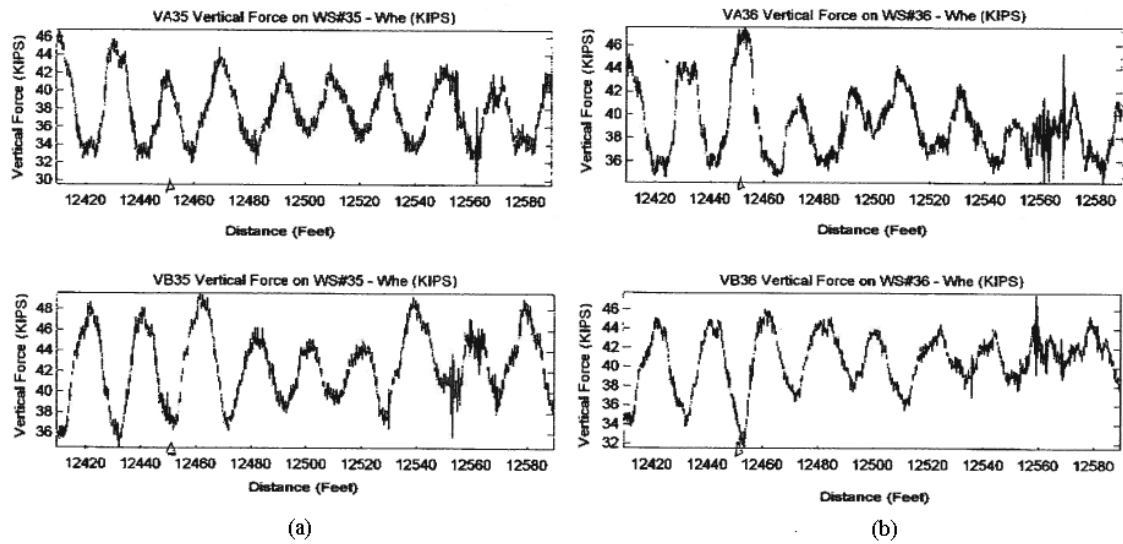 VA35 Vertical Force on WS#35 - Whe (KIPS)
Vertical Force (KIPS)
46
42
38
36
34
32
30
12420 12440 12460 12480 12500 12520 12540 12560 12580
Distance (Feet)
VA36 Vertical Force on WS#36 - Whe (KIPS)
Vertical Force (KIPS)
46
42
40
38
36
12420 12440 12460 12480 12500 12520 12540 12560 12580
Distance (Feet)
VB35 Vertical Force on WS#35 - Whe (KIPS)
Vertical Force (KIPS)
48
46
44
42
40
38
36
12420 12440 12460 12480 12500 12520 12540 12560 12580
Distance (Feet)
VB36 Vertical Force on WS#36 - Whe (KIPS)
Vertical Force (KIPS)
46
44
42
40
38
36
34
32
12420 12440 12460 12480 12500 12520 12540 12560 12580
Distance (Feet)
(a)
(b)